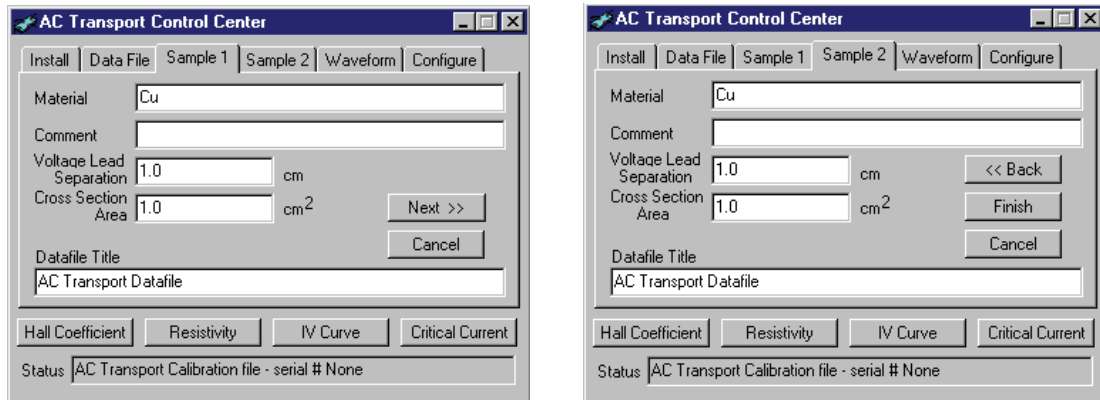 AC Transport Control Center
Install Data File Sample 1 Sample 2 Waveform Configure
Material Cu
Comment
Voltage Lead
Separation 1.0 cm
Cross Section
Area 1.0 cm2
Next >>
Cancel
Datafile Title
AC Transport Datafile
Hall Coefficient Resistivity IV Curve Critical Current
Status AC Transport Calibration file - serial # None
AC Transport Control Center
Install Data File Sample 1 Sample 2 Waveform Configure
Material Cu
Comment
Voltage Lead
Separation 1.0 cm
<< Back
Cross Section
Area 1.0 cm2
Finish
Cancel
Datafile Title
AC Transport Datafile
Hall Coefficient Resistivity IV Curve Critical Current
Status AC Transport Calibration file - serial # None